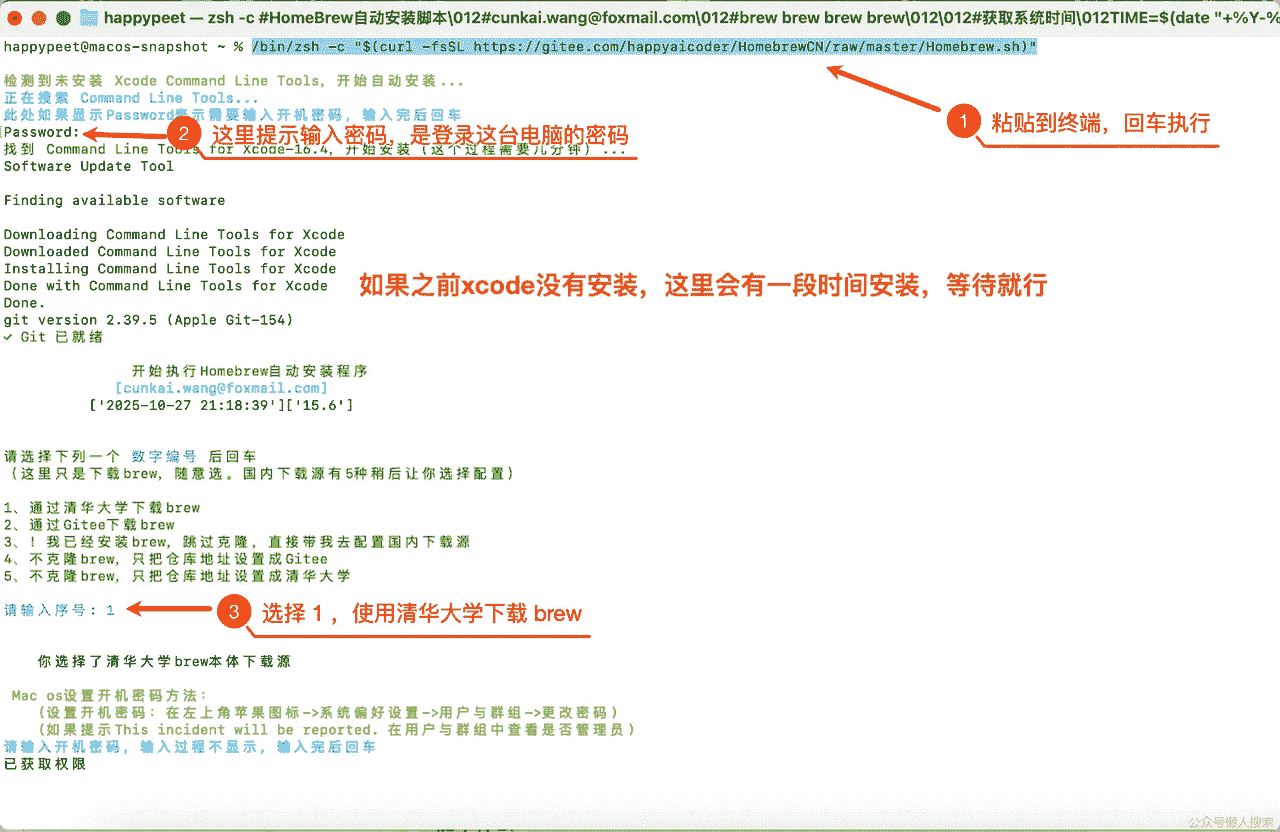 happypeet — zsh -c #HomeBrew自动安装脚本\012#cunkai.wang@foxmail.com\012#brew brew brew brew\012\012#获取系统时间\012TIME=$(date "+%Y-%
happypeet@macos-snapshot ~ % /bin/zsh -c "$(curl -fsSL https://gitee.com/happyaicoder/HomebrewCN/raw/master/Homebrew.sh)"
1 粘贴到终端，回车执行
检测到未安装 Xcode Command Line Tools，开始自动安装...
正在搜索 Command Line Tools...
此处如果显示Password表示需要输入开机密码，输入完后回车
Password:
2 这里提示输入密码，是登录这台电脑的密码
找到 Command Line Tools for Xcode-16.4，开始安装（这个过程需要几分钟）...
Software Update Tool
Finding available software
Downloading Command Line Tools for Xcode
Downloaded Command Line Tools for Xcode
Installing Command Line Tools for Xcode
Done with Command Line Tools for Xcode
如果之前xcode没有安装，这里会有一段时间安装，等待就行
Done.
git version 2.39.5 (Apple Git-154)
✓ Git 已就绪
开始执行Homebrew自动安装程序
[cunkai.wang@foxmail.com]
['2025-10-27 21:18:39']['15.6']
请选择下列一个 数字编号 后回车
（这里只是下载brew，随意选。国内下载源有5种稍后让你选择配置）
1、通过清华大学下载brew
2、通过Gitee下载brew
3、！我已经安装brew，跳过克隆，直接带我去配置国内下载源
4、不克隆brew，只把仓库地址设置成Gitee
5、不克隆brew，只把仓库地址设置成清华大学
请输入序号: 1
3 选择 1 ，使用清华大学下载 brew
你选择了清华大学brew本体下载源
Mac os设置开机密码方法：
（设置开机密码：在左上角苹果图标->系统偏好设置->用户与群组->更改密码）
（如果提示This incident will be reported. 在用户与群组中查看是否管理员）
请输入开机密码，输入过程不显示，输入完后回车
已获取权限
公众号懒人搜索